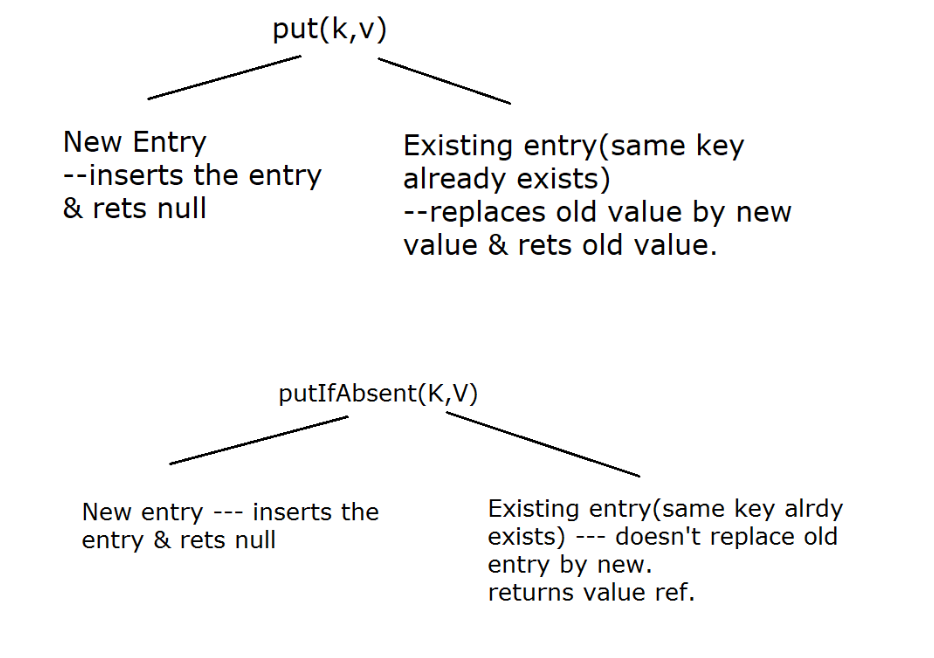 put(k,v)
New Entry
--inserts the entry
& rets null
Existing entry(same key
already exists)
--replaces old value by new
value & rets old value.
putIfAbsent(K,V)
New entry --- inserts the
entry & rets null
Existing entry(same key alrdy
exists) --- doesn't replace old
entry by new.
returns value ref.